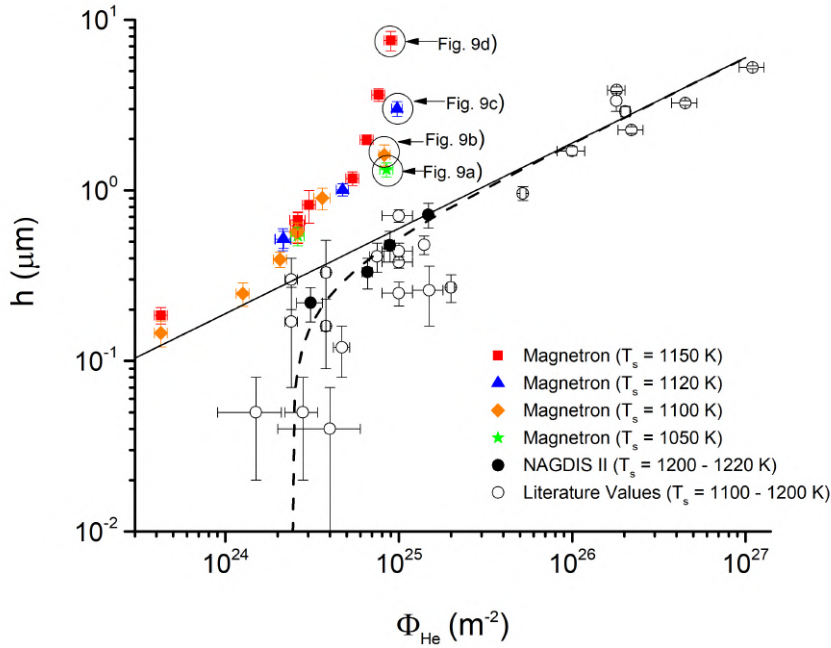 10^1
Fig. 9d)
Fig. 9c)
Fig. 9b)
10^0
Fig. 9a)
h (μm)
10^-1
Magnetron (T_s = 1150 K)
Magnetron (T_s = 1120 K)
Magnetron (T_s = 1100 K)
Magnetron (T_s = 1050 K)
NAGDIS II (T_s = 1200 - 1220 K)
Literature Values (T_s = 1100 - 1200 K)
10^-2
10^24 10^25 10^26 10^27
Φ_He (m^-2)